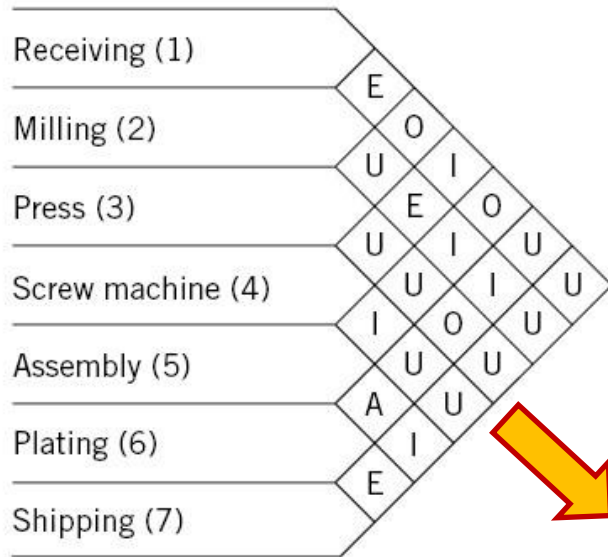 Receiving (1)
E
Milling (2) O
U I
Press (3) E O
U I U
Screw machine (4) U I U
I O U
Assembly (5) U U
A U
Plating (6) I
E
Shipping (7)